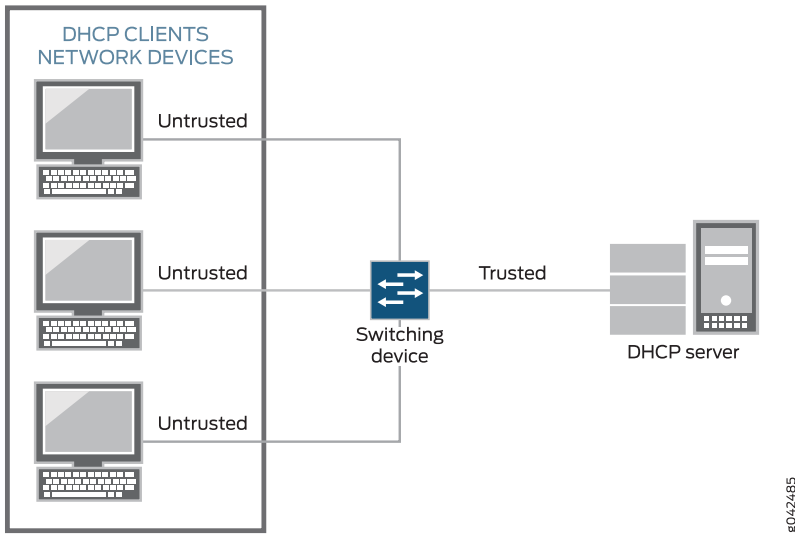 DHCP CLIENTS
NETWORK DEVICES
Untrusted
Untrusted
Trusted
Switching
device
DHCP server
Untrusted
g042485